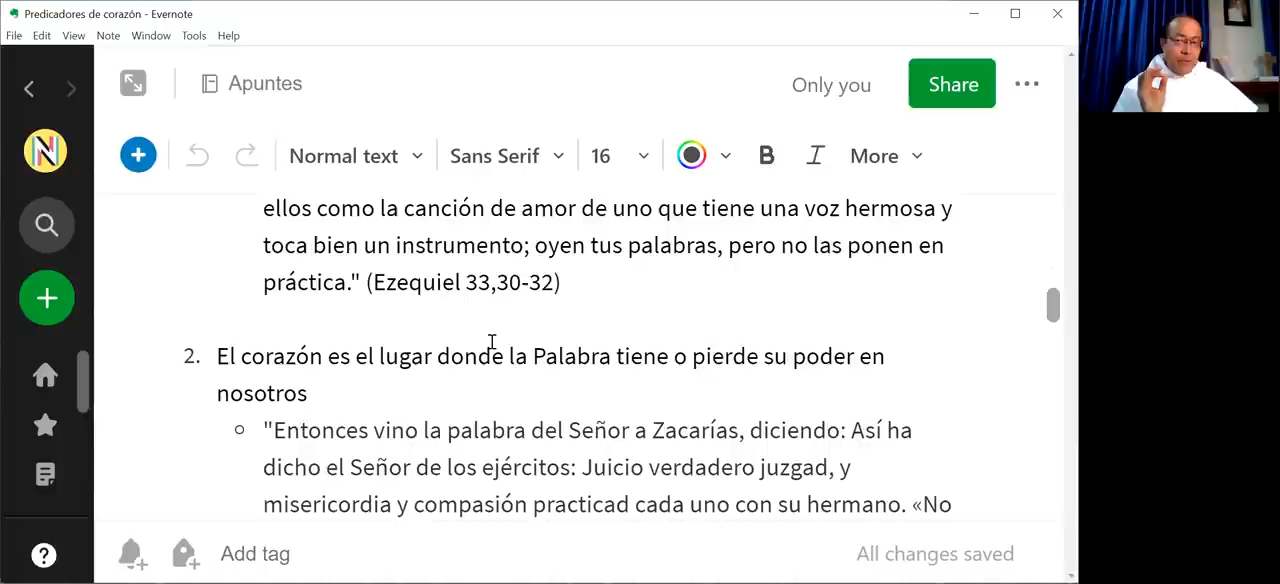 Predicadores de corazón - Evernote
File Edit View Note Window Tools Help
Apuntes
Only you
Share
Normal text
Sans Serif
16
B
I
More
ellos como la canción de amor de uno que tiene una voz hermosa y
toca bien un instrumento; oyen tus palabras, pero no las ponen en
práctica." (Ezequiel 33,30-32)
2. El corazón es el lugar donde la Palabra tiene o pierde su poder en
nosotros
"Entonces vino la palabra del Señor a Zacarías, diciendo: Así ha
dicho el Señor de los ejércitos: Juicio verdadero juzgad, y
misericordia y compasión practicad cada uno con su hermano. «No
Add tag
All changes saved